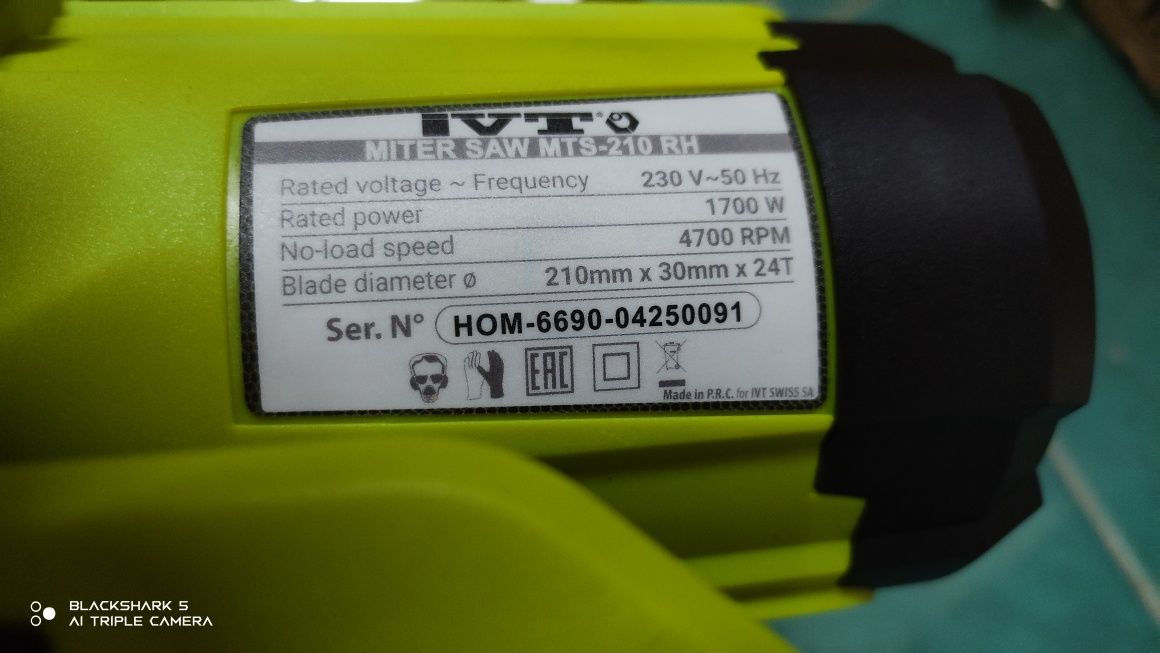 IVT®
MITER SAW MTS-210 RH
Rated voltage ~ Frequency 230 V~50 Hz
Rated power 1700 W
No-load speed 4700 RPM
Blade diameter ø 210mm x 30mm x 24T
Ser. N° HOM-6690-04250091
EAC
Made in P.R.C. for IVT SWISS SA
BLACKSHARK 5
AI TRIPLE CAMERA